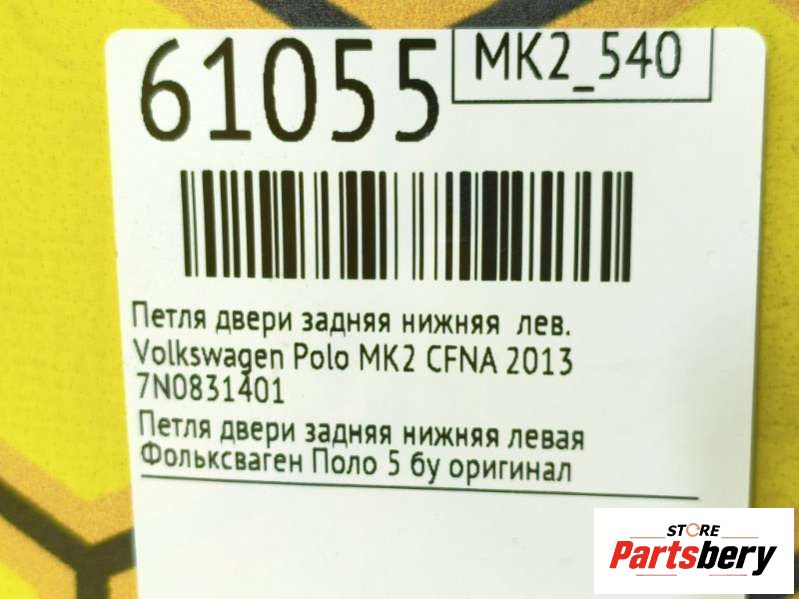 61055
MK2_540
Петля двери задняя нижняя лев.
Volkswagen Polo MK2 CFNA 2013
7N0831401
Петля двери задняя нижняя левая
Фольксваген Поло 5 бу оригинал
STORE
Partsbery